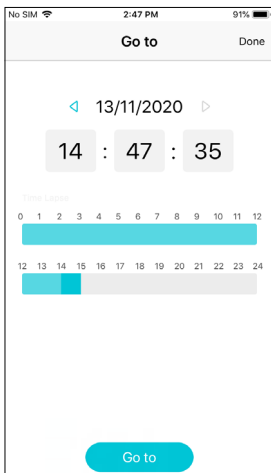 No SIM 2:47 PM 91%
Go to Done
13/11/2020
14 : 47 : 35
Time Lapse
0 1 2 3 4 5 6 7 8 9 10 11 12
12 13 14 15 16 17 18 19 20 21 22 23 24
Go to